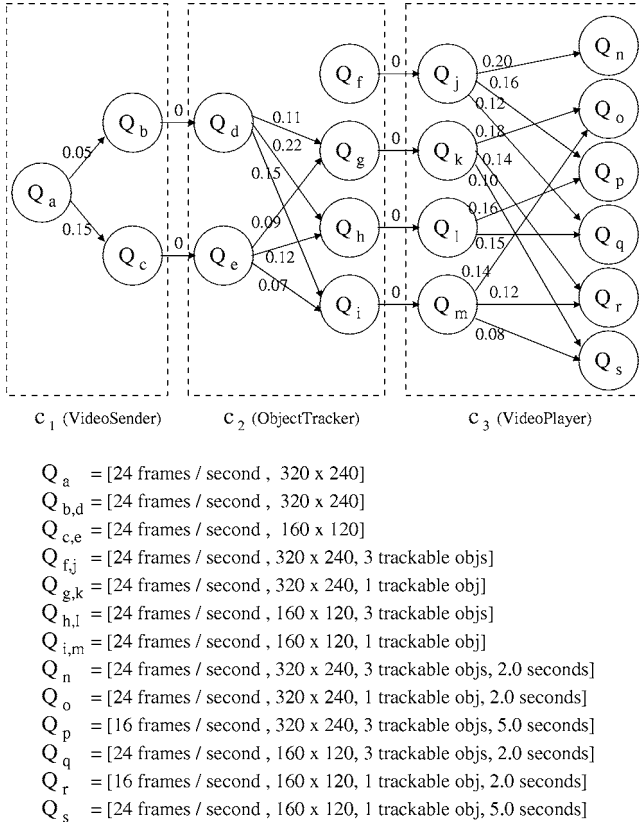 Q a
Q b
Q c
Q d
Q e
Q f
Q g
Q h
Q i
Q j
Q k
Q l
Q m
Q n
Q o
Q p
Q q
Q r
Q s
0.05
0.15
0
0
0.11
0.22
0.15
0.09
0.12
0.07
0
0
0
0
0.20
0.16
0.12
0.18
0.14
0.10
0.16
0.15
0.14
0.12
0.08
c 1 (VideoSender)
c 2 (ObjectTracker)
c 3 (VideoPlayer)
Q a = [24 frames / second , 320 x 240]
Q b,d = [24 frames / second , 320 x 240]
Q c,e = [24 frames / second , 160 x 120]
Q f,j = [24 frames / second , 320 x 240, 3 trackable objs]
Q g,k = [24 frames / second , 320 x 240, 1 trackable obj]
Q h,l = [24 frames / second , 160 x 120, 3 trackable objs]
Q i,m = [24 frames / second , 160 x 120, 1 trackable obj]
Q n = [24 frames / second , 320 x 240, 3 trackable objs, 2.0 seconds]
Q o = [24 frames / second , 320 x 240, 1 trackable obj, 2.0 seconds]
Q p = [16 frames / second , 320 x 240, 3 trackable objs, 5.0 seconds]
Q q = [24 frames / second , 160 x 120, 3 trackable objs, 2.0 seconds]
Q r = [16 frames / second , 160 x 120, 1 trackable obj, 2.0 seconds]
Q s = [24 frames / second , 160 x 120, 1 trackable obj, 5.0 seconds]